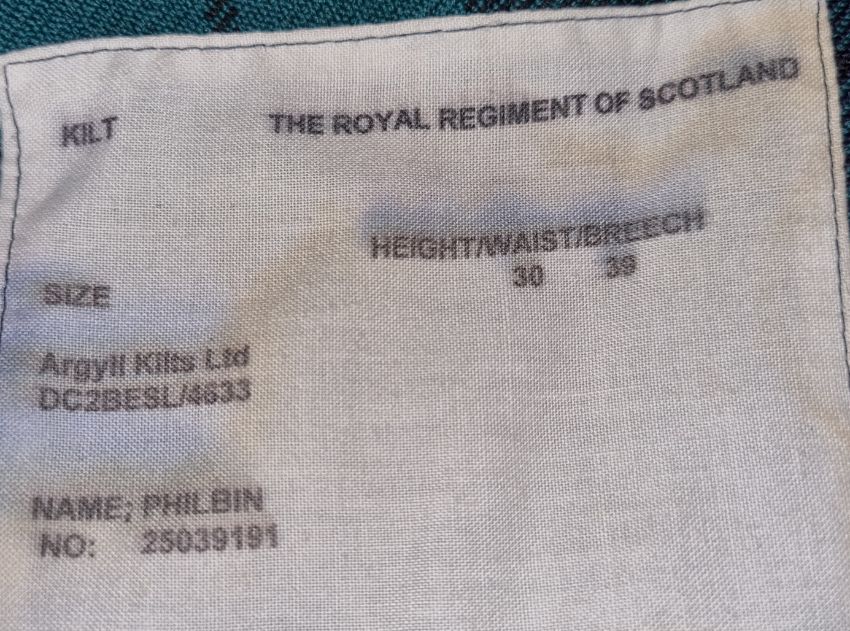 KILT THE ROYAL REGIMENT OF SCOTLAND
HEIGHT/WAIST/BREECH
30 39
SIZE
Argyll Kilts Ltd
DC2BESL/4633
NAME; PHILBIN
NO: 25039191